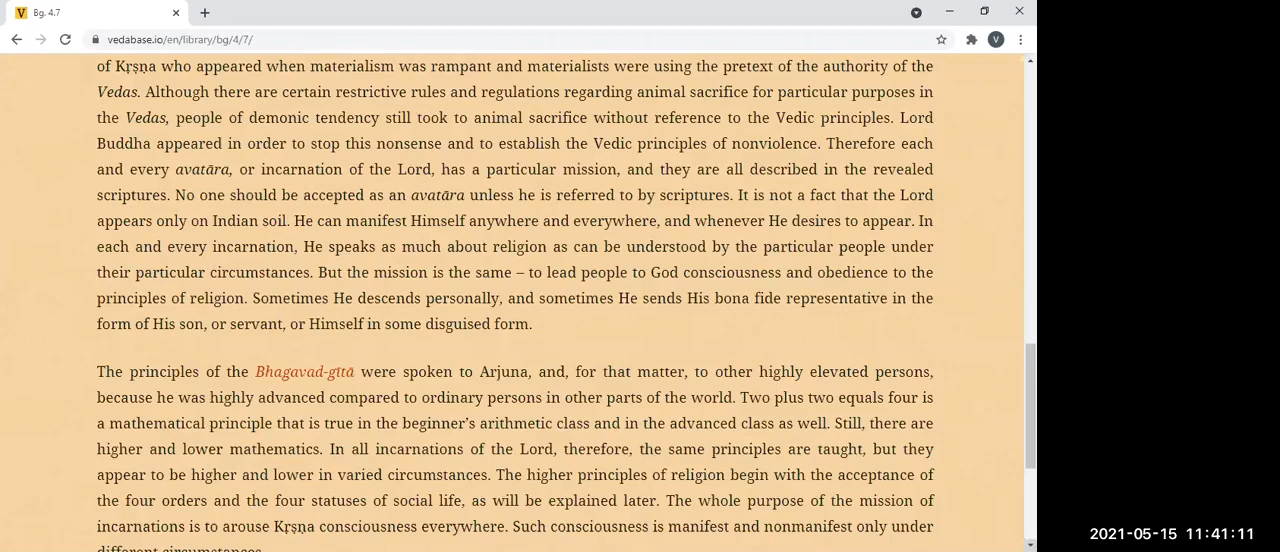 Bg. 4.7
vedabase.io/en/library/bg/4/7/
of Kṛṣṇa who appeared when materialism was rampant and materialists were using the pretext of the authority of the
Vedas. Although there are certain restrictive rules and regulations regarding animal sacrifice for particular purposes in
the Vedas, people of demonic tendency still took to animal sacrifice without reference to the Vedic principles. Lord
Buddha appeared in order to stop this nonsense and to establish the Vedic principles of nonviolence. Therefore each
and every avatāra, or incarnation of the Lord, has a particular mission, and they are all described in the revealed
scriptures. No one should be accepted as an avatāra unless he is referred to by scriptures. It is not a fact that the Lord
appears only on Indian soil. He can manifest Himself anywhere and everywhere, and whenever He desires to appear. In
each and every incarnation, He speaks as much about religion as can be understood by the particular people under
their particular circumstances. But the mission is the same – to lead people to God consciousness and obedience to the
principles of religion. Sometimes He descends personally, and sometimes He sends His bona fide representative in the
form of His son, or servant, or Himself in some disguised form.
The principles of the Bhagavad-gītā were spoken to Arjuna, and, for that matter, to other highly elevated persons,
because he was highly advanced compared to ordinary persons in other parts of the world. Two plus two equals four is
a mathematical principle that is true in the beginner's arithmetic class and in the advanced class as well. Still, there are
higher and lower mathematics. In all incarnations of the Lord, therefore, the same principles are taught, but they
appear to be higher and lower in varied circumstances. The higher principles of religion begin with the acceptance of
the four orders and the four statuses of social life, as will be explained later. The whole purpose of the mission of
incarnations is to arouse Kṛṣṇa consciousness everywhere. Such consciousness is manifest and nonmanifest only under
different circumstances.
2021-05-15 11:41:11